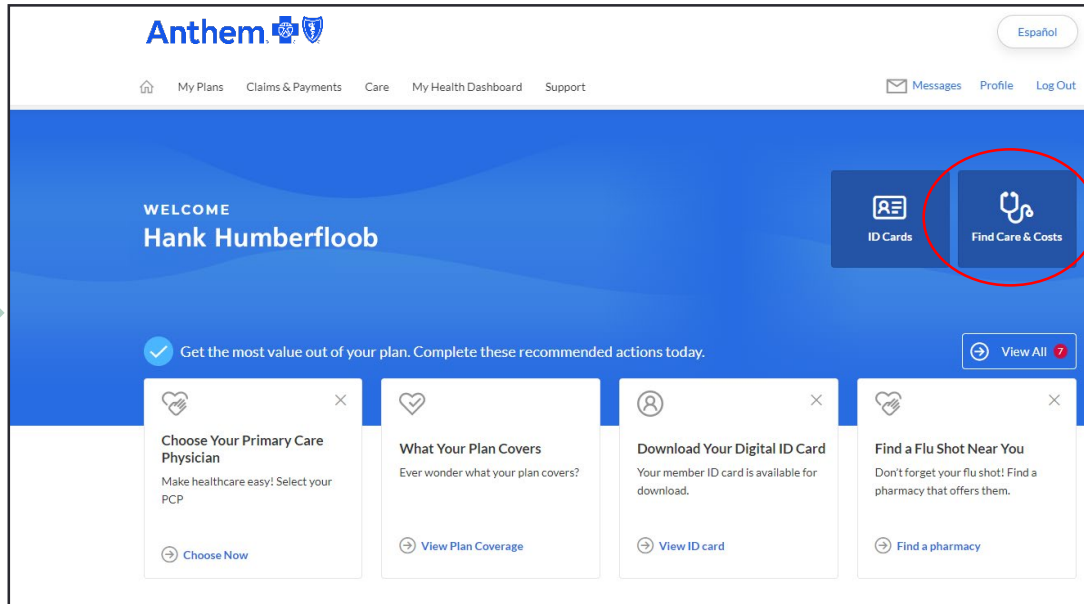 Anthem
Español
My Plans Claims & Payments Care My Health Dashboard Support Messages Profile Log Out
WELCOME
Hank Humberfloob
ID Cards
Find Care & Costs
Get the most value out of your plan. Complete these recommended actions today.
View All 7
Choose Your Primary Care
Physician
Make healthcare easy! Select your
PCP
Choose Now
What Your Plan Covers
Ever wonder what your plan covers?
View Plan Coverage
Download Your Digital ID Card
Your member ID card is available for
download.
View ID card
Find a Flu Shot Near You
Don't forget your flu shot! Find a
pharmacy that offers them.
Find a pharmacy